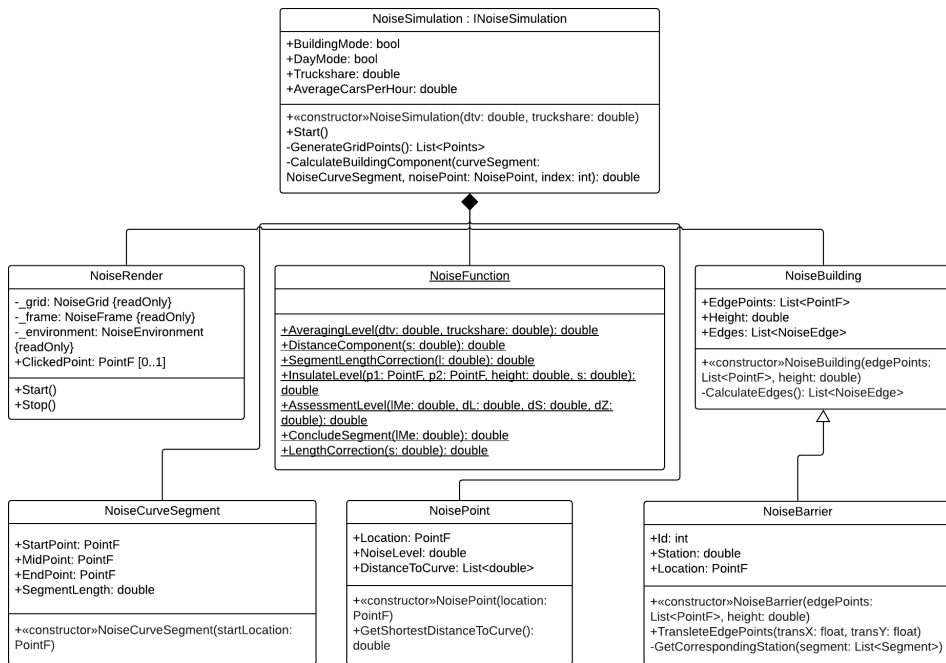 NoiseSimulation : INoiseSimulation
+BuildingMode: bool
+DayMode: bool
+Truckshare: double
+AverageCarsPerHour: double
+«constructor»NoiseSimulation(dtv: double, truckshare: double)
+Start()
-GenerateGridPoints(): List<Points>
-CalculateBuildingComponent(curveSegment:
NoiseCurveSegment, noisePoint: NoisePoint, index: int): double
NoiseRender
-_grid: NoiseGrid {readOnly}
-_frame: NoiseFrame {readOnly}
-_environment: NoiseEnvironment
{readOnly}
+ClickedPoint: PointF [0..1]
+Start()
+Stop()
NoiseFunction
+AveragingLevel(dtv: double, truckshare: double): double
+DistanceComponent(s: double): double
+SegmentLengthCorrection(l: double): double
+InsulateLevel(p1: PointF, p2: PointF, height: double, s: double):
double
+AssessmentLevel(lMe: double, dL: double, dS: double, dZ:
double): double
+ConcludeSegment(lMe: double): double
+LengthCorrection(s: double): double
NoiseBuilding
+EdgePoints: List<PointF>
+Height: double
+Edges: List<NoiseEdge>
+«constructor»NoiseBuilding(edgePoints:
List<PointF>, height: double)
-CalculateEdges(): List<NoiseEdge>
NoiseCurveSegment
+StartPoint: PointF
+MidPoint: PointF
+EndPoint: PointF
+SegmentLength: double
+«constructor»NoiseCurveSegment(startLocation:
PointF)
NoisePoint
+Location: PointF
+NoiseLevel: double
+DistanceToCurve: List<double>
+«constructor»NoisePoint(location:
PointF)
+GetShortestDistanceToCurve():
double
NoiseBarrier
+Id: int
+Station: double
+Location: PointF
+«constructor»NoiseBarrier(edgePoints:
List<PointF>, height: double)
+TransleteEdgePoints(transX: float, transY: float)
-GetCorrespondingStation(segment: List<Segment>)